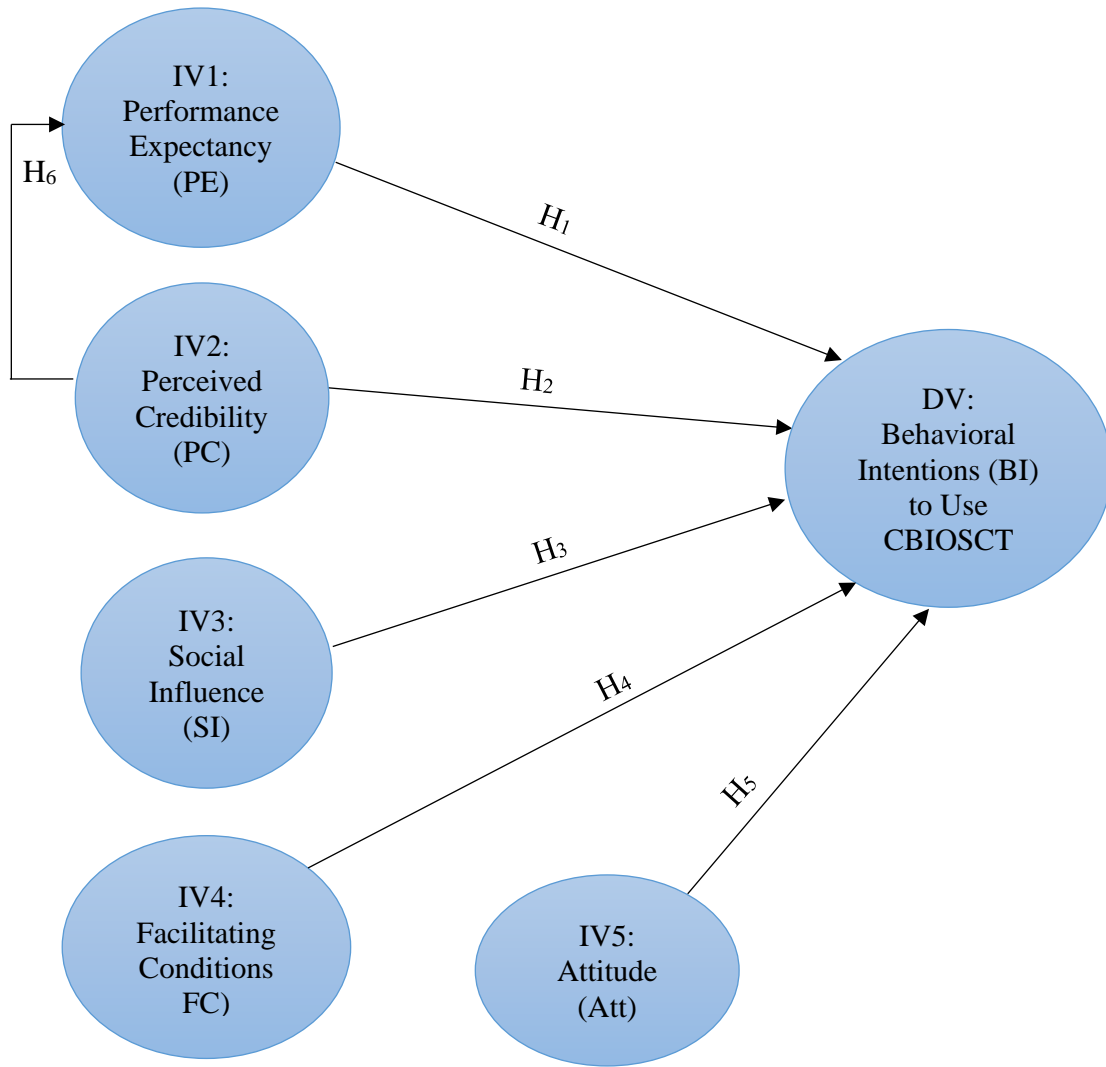 IV1:
Performance
Expectancy
(PE)
H6
H1
IV2:
Perceived
Credibility
(PC)
H2
DV:
Behavioral
Intentions (BI)
to Use
CBIOSCT
IV3:
Social
Influence
(SI)
H3
H4
IV4:
Facilitating
Conditions
FC)
H5
IV5:
Attitude
(Att)